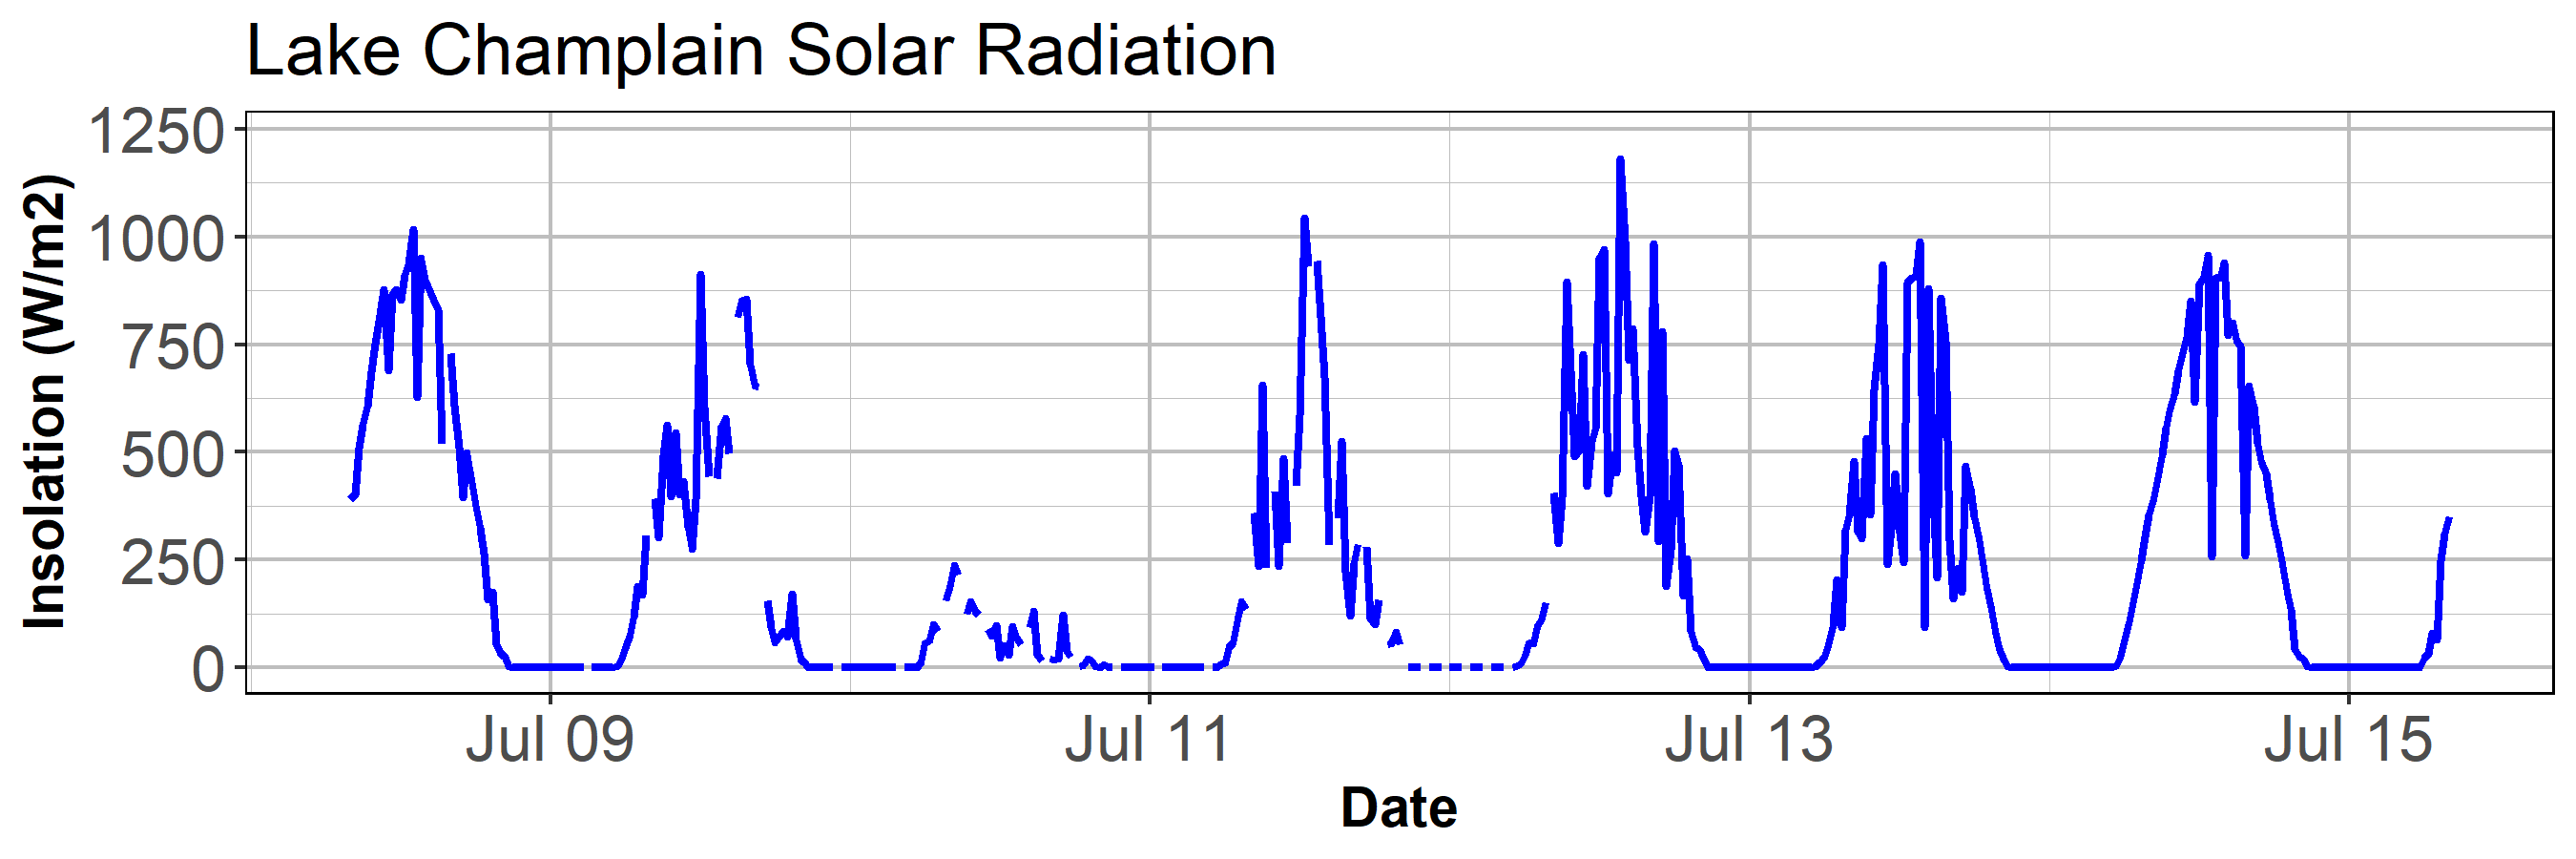 Lake Champlain Solar Radiation
1250
1000
750
500
250
0
Insolation (W/m2)
Jul 09 Jul 11 Jul 13 Jul 15
Date